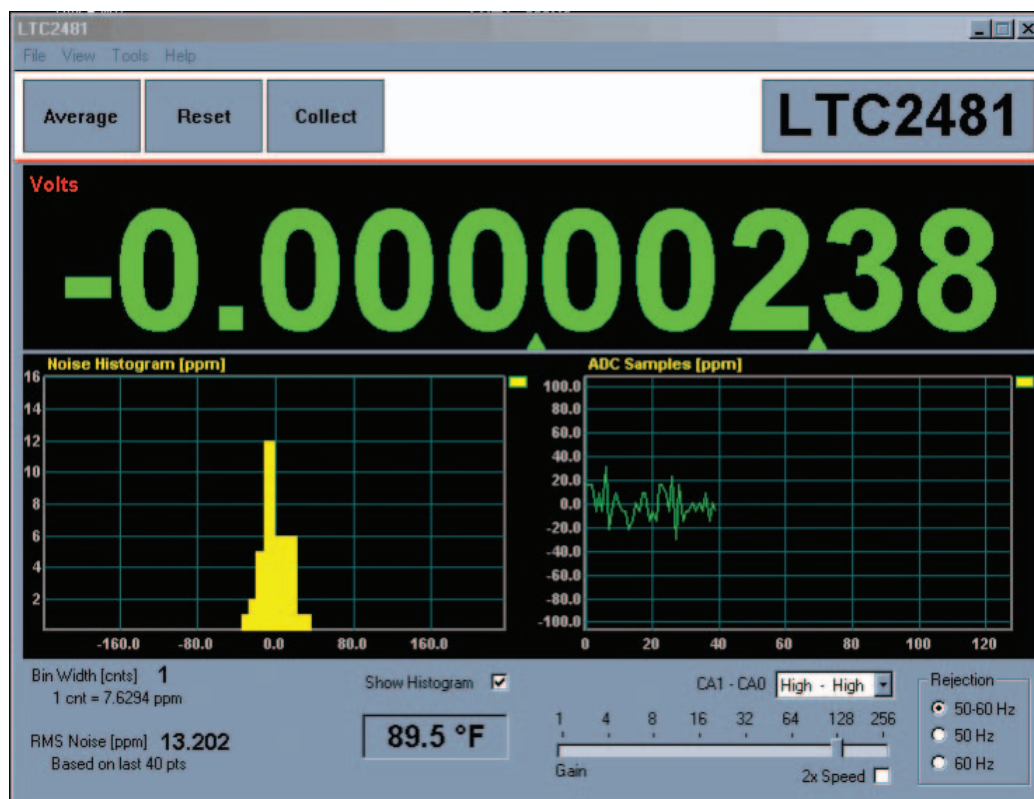 LTC2481
File View Tools Help
Average Reset Collect LTC2481
Volts
-0.00000238
Noise Histogram [ppm]
16
14
12
10
8
6
4
2
-160.0 -80.0 0.0 80.0 160.0
ADC Samples [ppm]
100.0
80.0
60.0
40.0
20.0
0.0
-20.0
-40.0
-60.0
-80.0
-100.0
0 20 40 60 80 100 120
Bin Width [cnts] 1
1 cnt = 7.6294 ppm
RMS Noise [ppm] 13.202
Based on last 40 pts
Show Histogram
89.5 °F
CA1 - CA0 High - High
1 4 8 16 32 64 128 256
Gain
2x Speed
Rejection
50-60 Hz
50 Hz
60 Hz